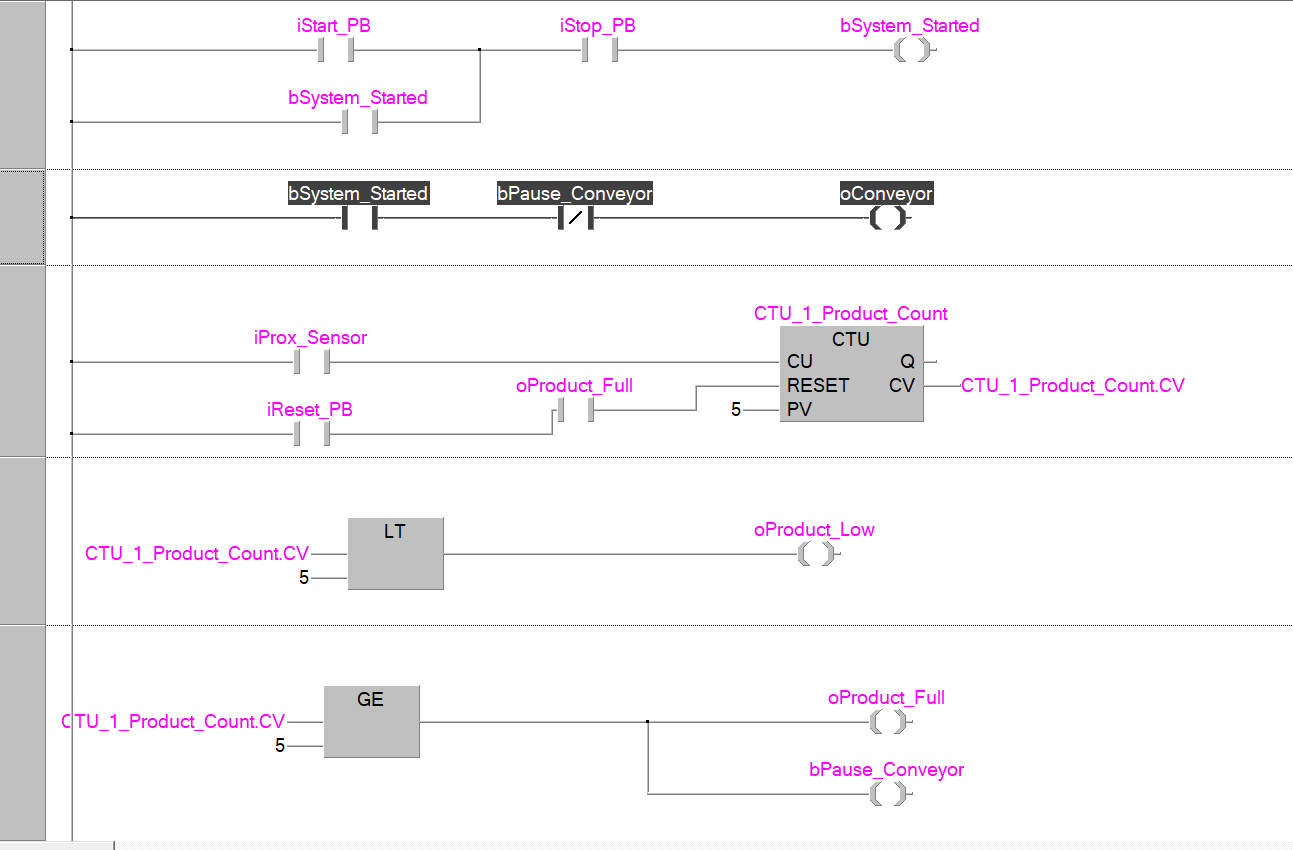 iStart_PB
iStop_PB
bSystem_Started
bSystem_Started
bSystem_Started
bPause_Conveyor
oConveyor
CTU_1_Product_Count
iProx_Sensor
CTU
CU
Q
oProduct_Full
RESET
CV
CTU_1_Product_Count.CV
iReset_PB
5
PV
LT
oProduct_Low
CTU_1_Product_Count.CV
5
GE
oProduct_Full
CTU_1_Product_Count.CV
5
bPause_Conveyor